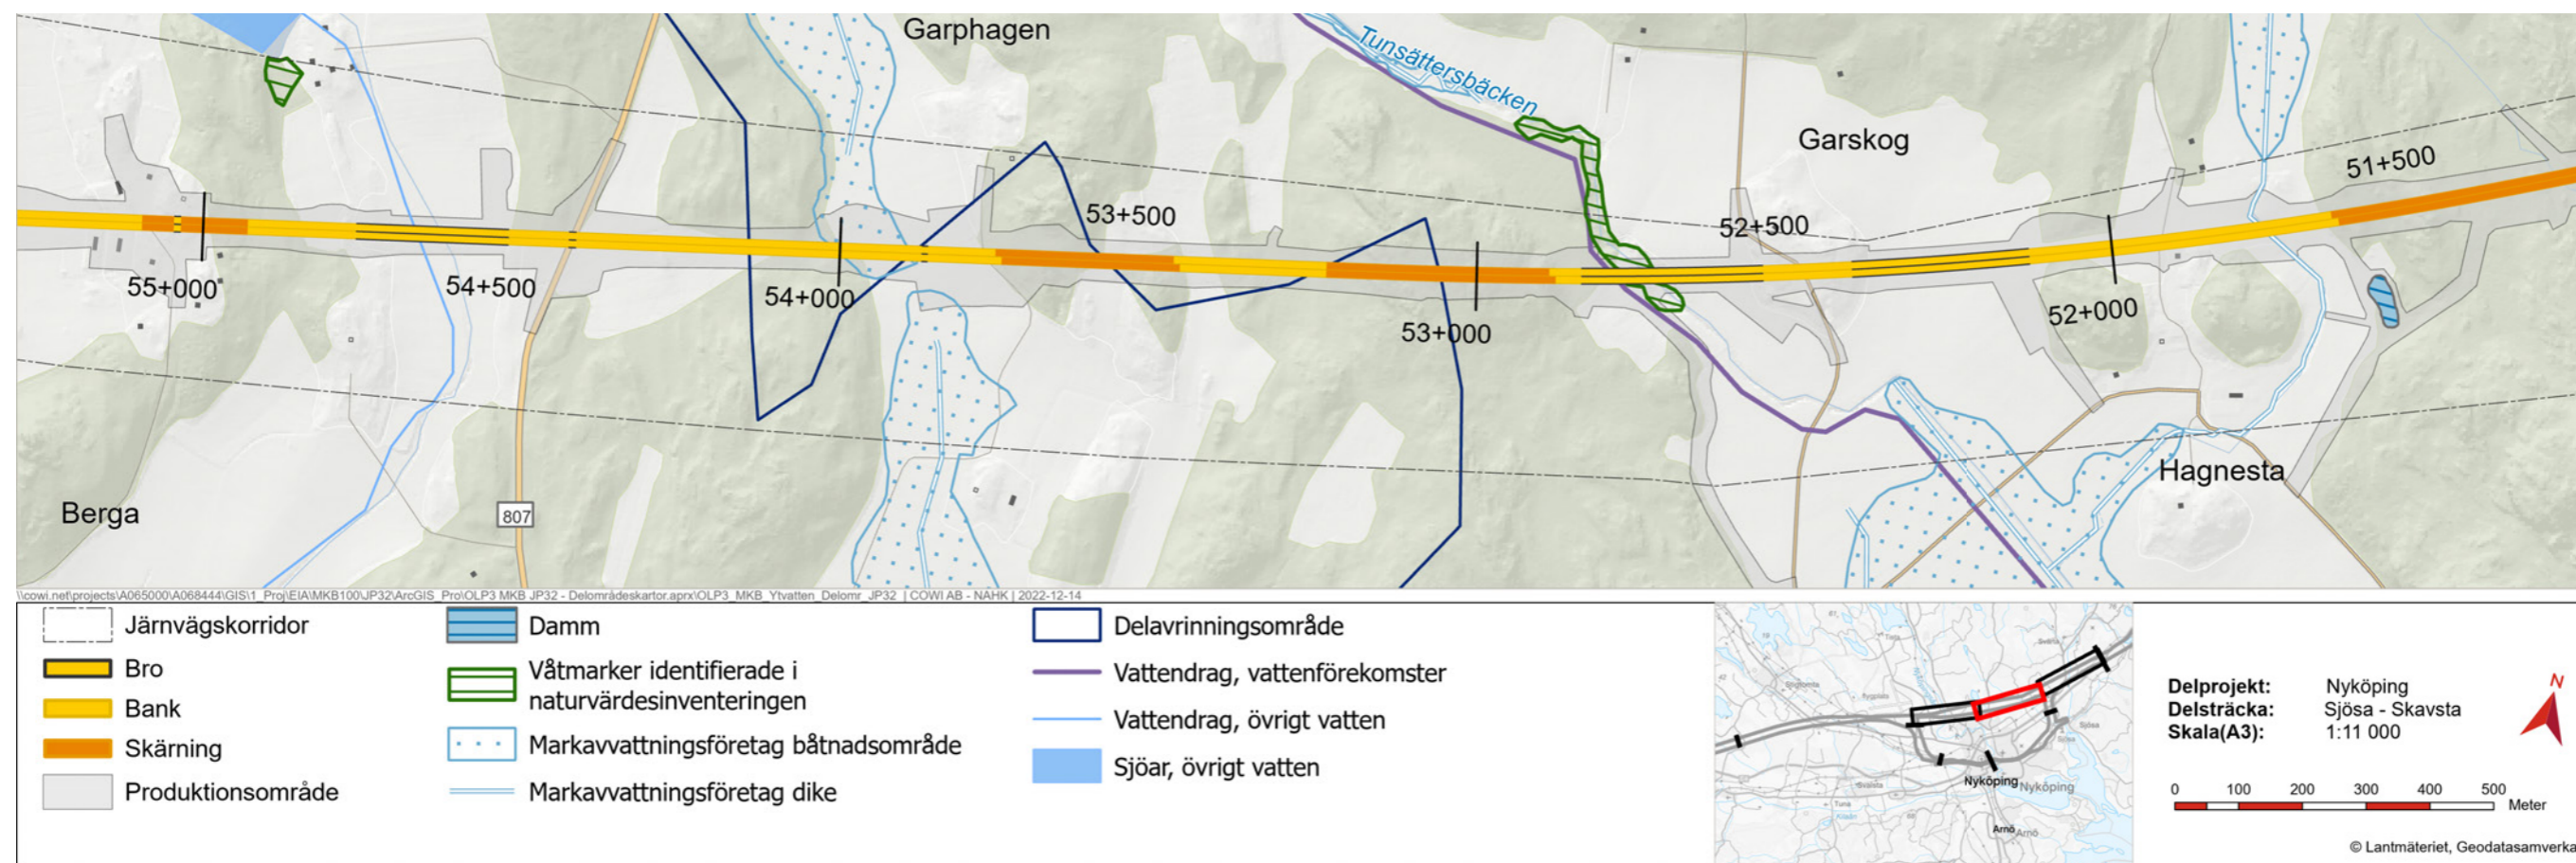 Garphagen
Tunsättersbäcken
Garskog
51+500
53+500
52+500
55+000
54+500
54+000
52+000
53+000
Hagnesta
Berga
807
\\cowi.net\projects\A065000\A068444\GIS\1_Proj\EIA\MKB100\JP32\ArcGIS_Pro\OLP3 MKB JP32 - Delområdeskartor.aprx\OLP3_MKB_Ytvatten_Delomr_JP32 | COWI AB - NAHK | 2022-12-14
Järnvägskorridor
Bro
Bank
Skärning
Produktionsområde
Damm
Våtmarker identifierade i
naturvärdesinventeringen
Markavvattningsföretag båtnadsområde
Markavvattningsföretag dike
Delavrinningsområde
Vattendrag, vattenförekomster
Vattendrag, övrigt vatten
Sjöar, övrigt vatten
Svärta
Sjösa
Nyköping
Nyköping
Tuna
Arnö
Arnö
Delprojekt: Nyköping
Delsträcka: Sjösa - Skavsta
Skala(A3): 1:11 000
N
0 100 200 300 400 500
Meter
© Lantmäteriet, Geodatasamverka